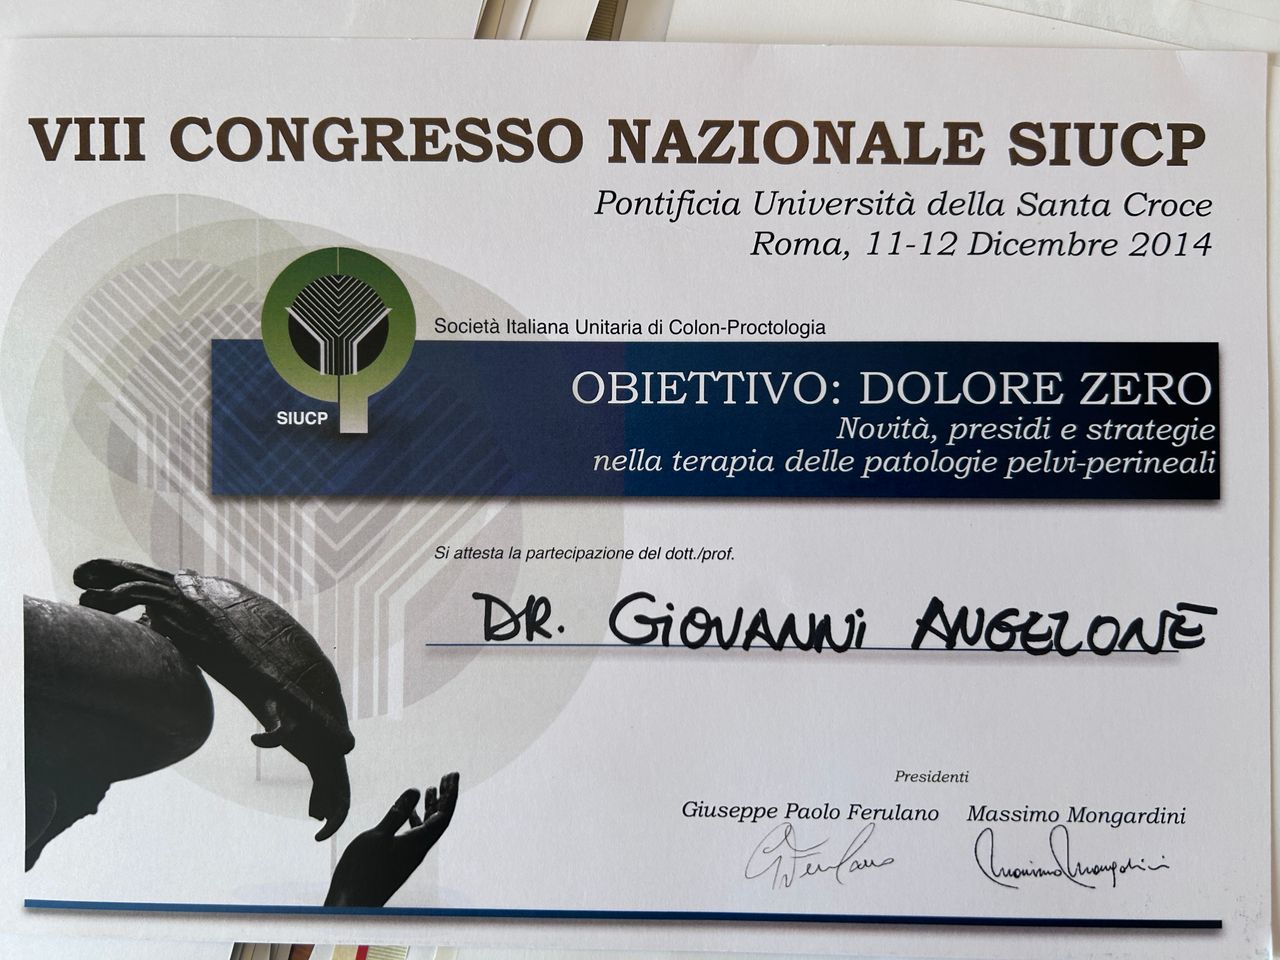 VIII CONGRESSO NAZIONALE SIUCP
Pontificia Università della Santa Croce
Roma, 11-12 Dicembre 2014
Società Italiana Unitaria di Colon-Proctologia
SIUCP
OBIETTIVO: DOLORE ZERO
Novità, presidi e strategie
nella terapia delle patologie pelvi-perineali
Si attesta la partecipazione del dott./prof.
DR. GIOVANNI ANGELONE
Presidenti
Giuseppe Paolo Ferulano Massimo Mongardini
Massimo Mongardini